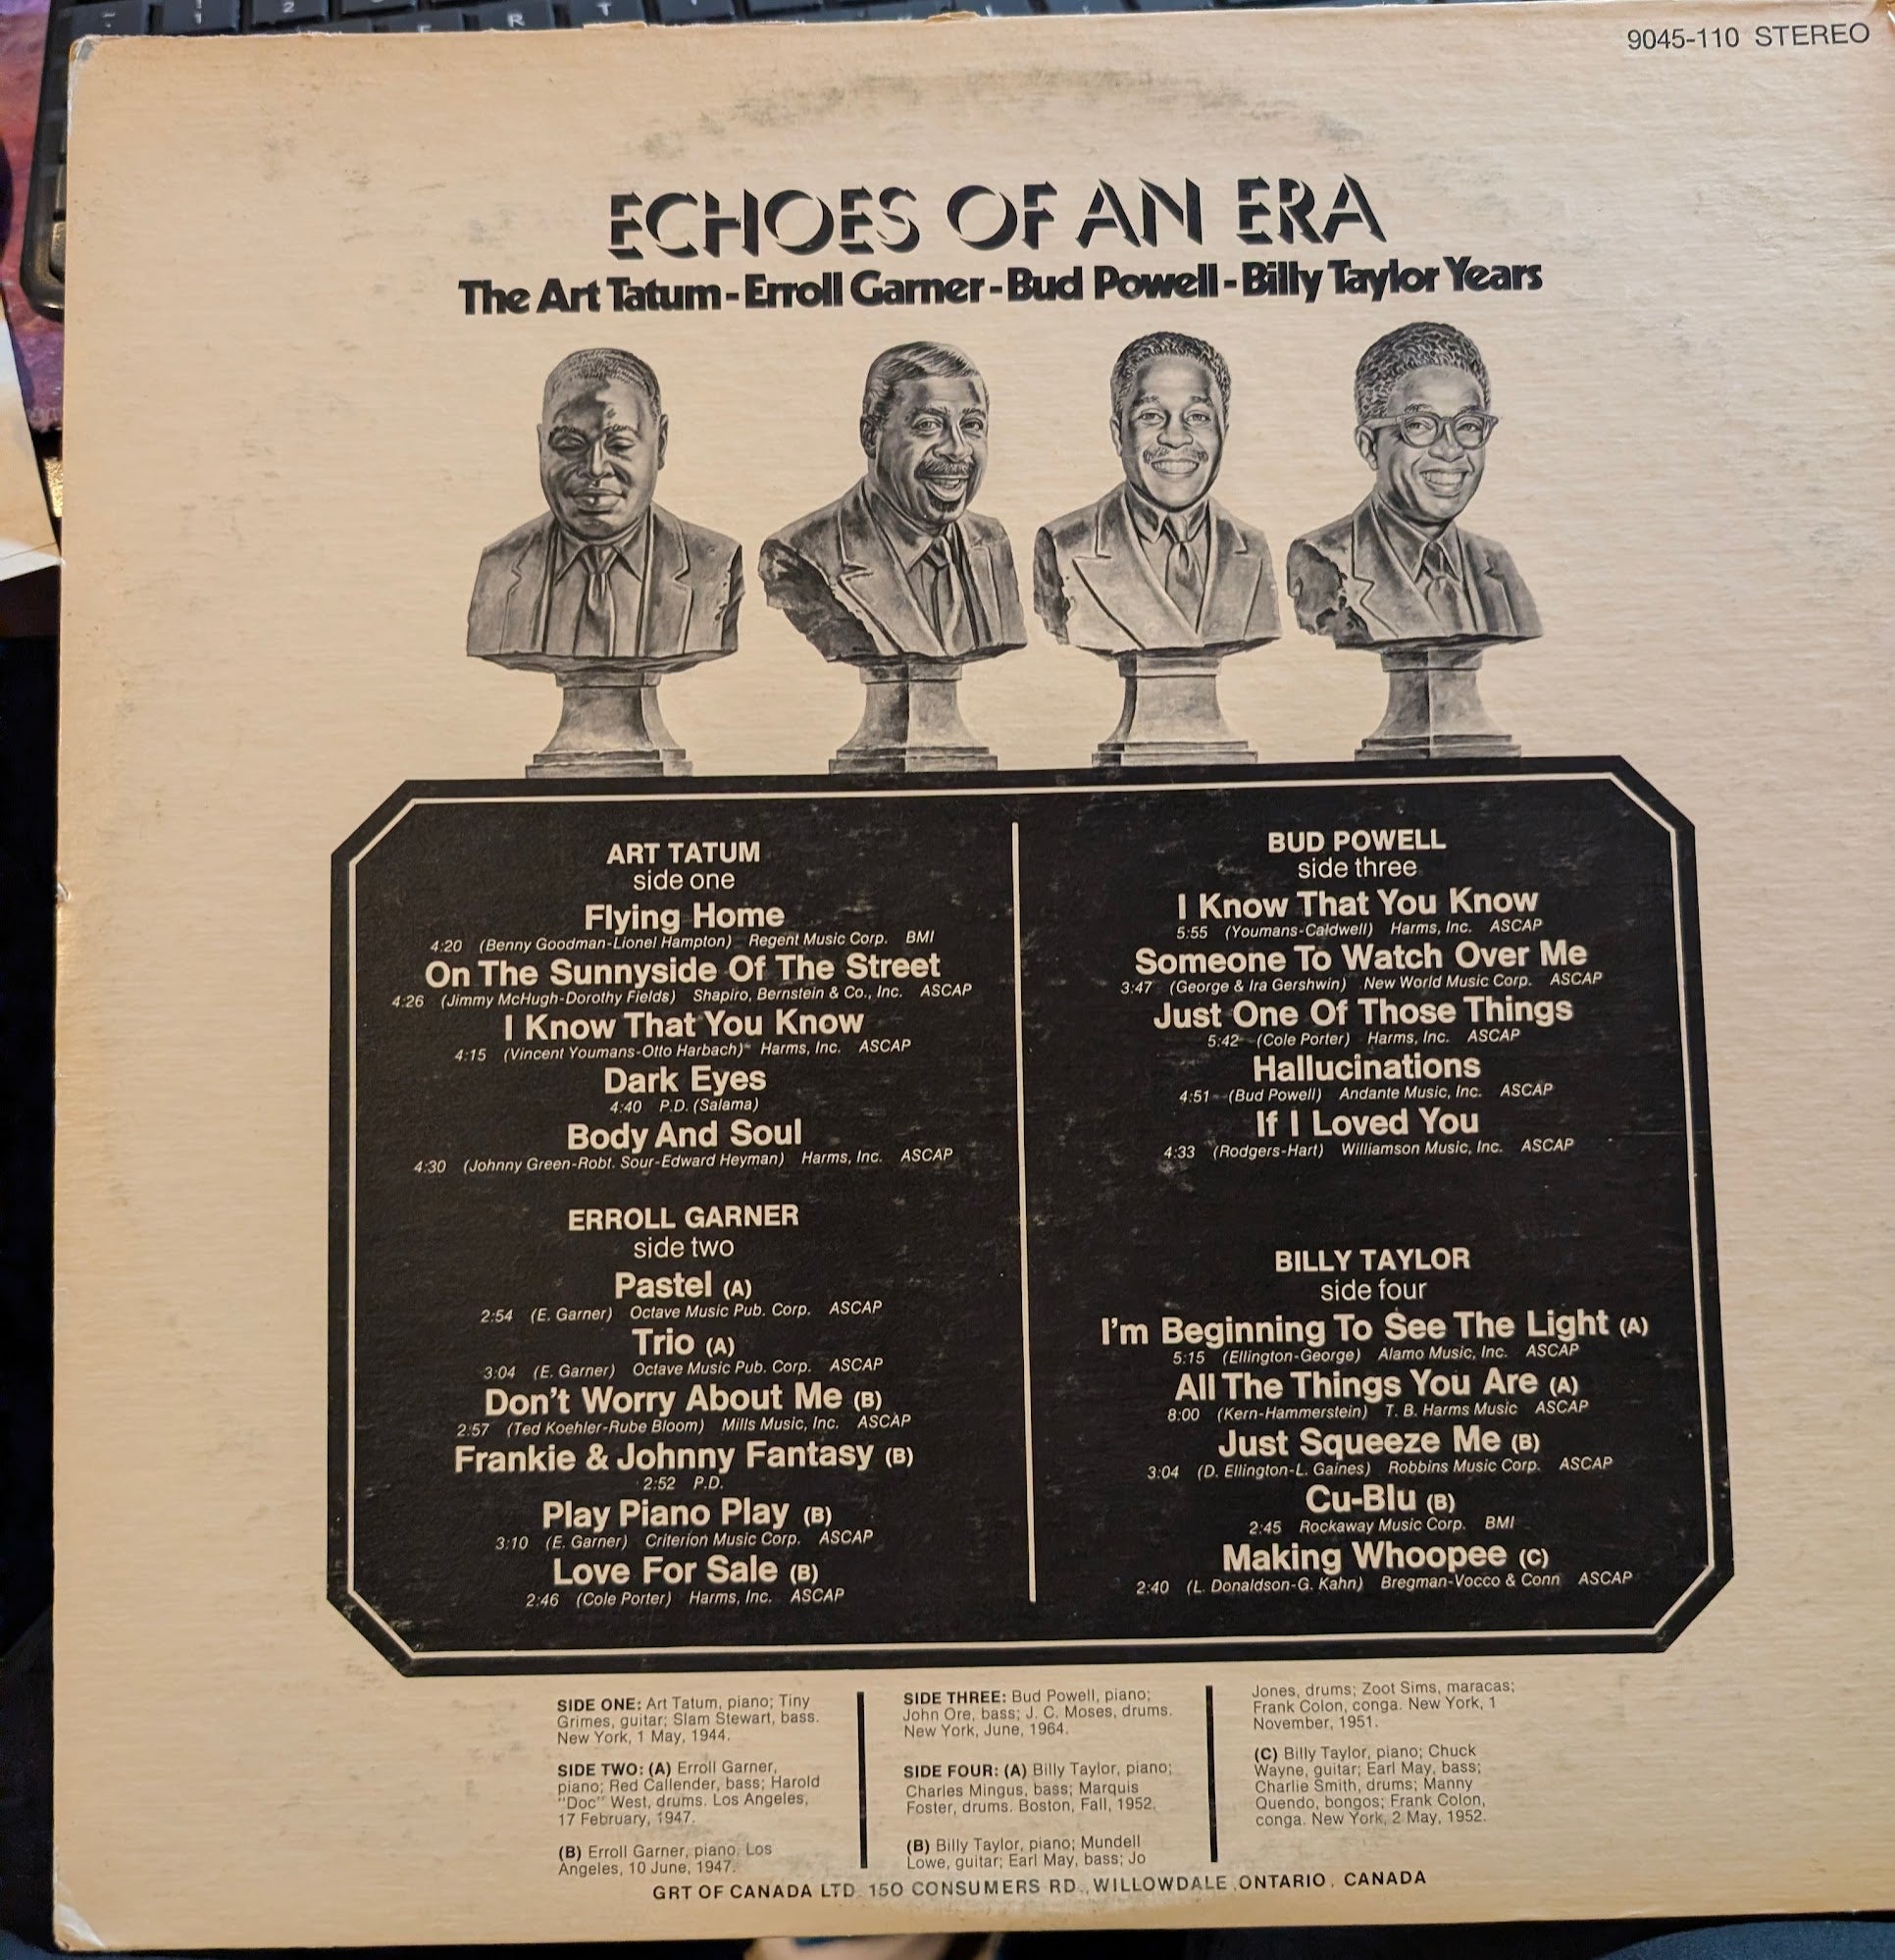 9045-110 STEREO
ECHOES OF AN ERA
The Art Tatum - Erroll Garner - Bud Powell - Billy Taylor Years
ART TATUM
side one
Flying Home
4:20 (Benny Goodman-Lionel Hampton) Regent Music Corp. BMI
On The Sunnyside Of The Street
4:26 (Jimmy McHugh-Dorothy Fields) Shapiro, Bernstein & Co., Inc. ASCAP
I Know That You Know
4:15 (Vincent Youmans-Otto Harbach) Harms, Inc. ASCAP
Dark Eyes
4:40 P.D. (Salama)
Body And Soul
4:30 (Johnny Green-Robt. Sour-Edward Heyman) Harms, Inc. ASCAP
ERROLL GARNER
side two
Pastel (A)
2:54 (E. Garner) Octave Music Pub. Corp. ASCAP
Trio (A)
3:04 (E. Garner) Octave Music Pub. Corp. ASCAP
Don't Worry About Me (B)
2:57 (Ted Koehler-Rube Bloom) Mills Music, Inc. ASCAP
Frankie & Johnny Fantasy (B)
2:52 P.D.
Play Piano Play (B)
3:10 (E. Garner) Criterion Music Corp. ASCAP
Love For Sale (B)
2:46 (Cole Porter) Harms, Inc. ASCAP
BUD POWELL
side three
I Know That You Know
5:55 (Youmans-Caldwell) Harms, Inc. ASCAP
Someone To Watch Over Me
3:47 (George & Ira Gershwin) New World Music Corp. ASCAP
Just One Of Those Things
5:42 (Cole Porter) Harms, Inc. ASCAP
Hallucinations
4:51 (Bud Powell) Andante Music, Inc. ASCAP
If I Loved You
4:33 (Rodgers-Hart) Williamson Music, Inc. ASCAP
BILLY TAYLOR
side four
I'm Beginning To See The Light (A)
5:15 (Ellington-George) Alamo Music, Inc. ASCAP
All The Things You Are (A)
8:00 (Kern-Hammerstein) T. B. Harms Music ASCAP
Just Squeeze Me (B)
3:04 (D. Ellington-L. Gaines) Robbins Music Corp. ASCAP
Cu-Blu (B)
2:45 Rockaway Music Corp. BMI
Making Whoopee (C)
2:40 (L. Donaldson-G. Kahn) Bregman-Vocco & Conn ASCAP
SIDE ONE: Art Tatum, piano; Tiny
Grimes, guitar; Slam Stewart, bass.
New York, 1 May, 1944.
SIDE TWO: (A) Erroll Garner,
piano; Red Callender, bass; Harold
"Doc" West, drums. Los Angeles,
17 February, 1947.
(B) Erroll Garner, piano. Los
Angeles, 10 June, 1947.
SIDE THREE: Bud Powell, piano;
John Ore, bass; J. C. Moses, drums.
New York, June, 1964.
SIDE FOUR: (A) Billy Taylor, piano;
Charles Mingus, bass; Marquis
Foster, drums. Boston, Fall, 1952.
(B) Billy Taylor, piano; Mundell
Lowe, guitar; Earl May, bass; Jo
Jones, drums; Zoot Sims, maracas;
Frank Colon, conga. New York, 1
November, 1951.
(C) Billy Taylor, piano; Chuck
Wayne, guitar; Earl May, bass;
Charlie Smith, drums; Manny
Quendo, bongos; Frank Colon,
conga. New York, 2 May, 1952.
GRT OF CANADA LTD. 150 CONSUMERS RD., WILLOWDALE, ONTARIO, CANADA